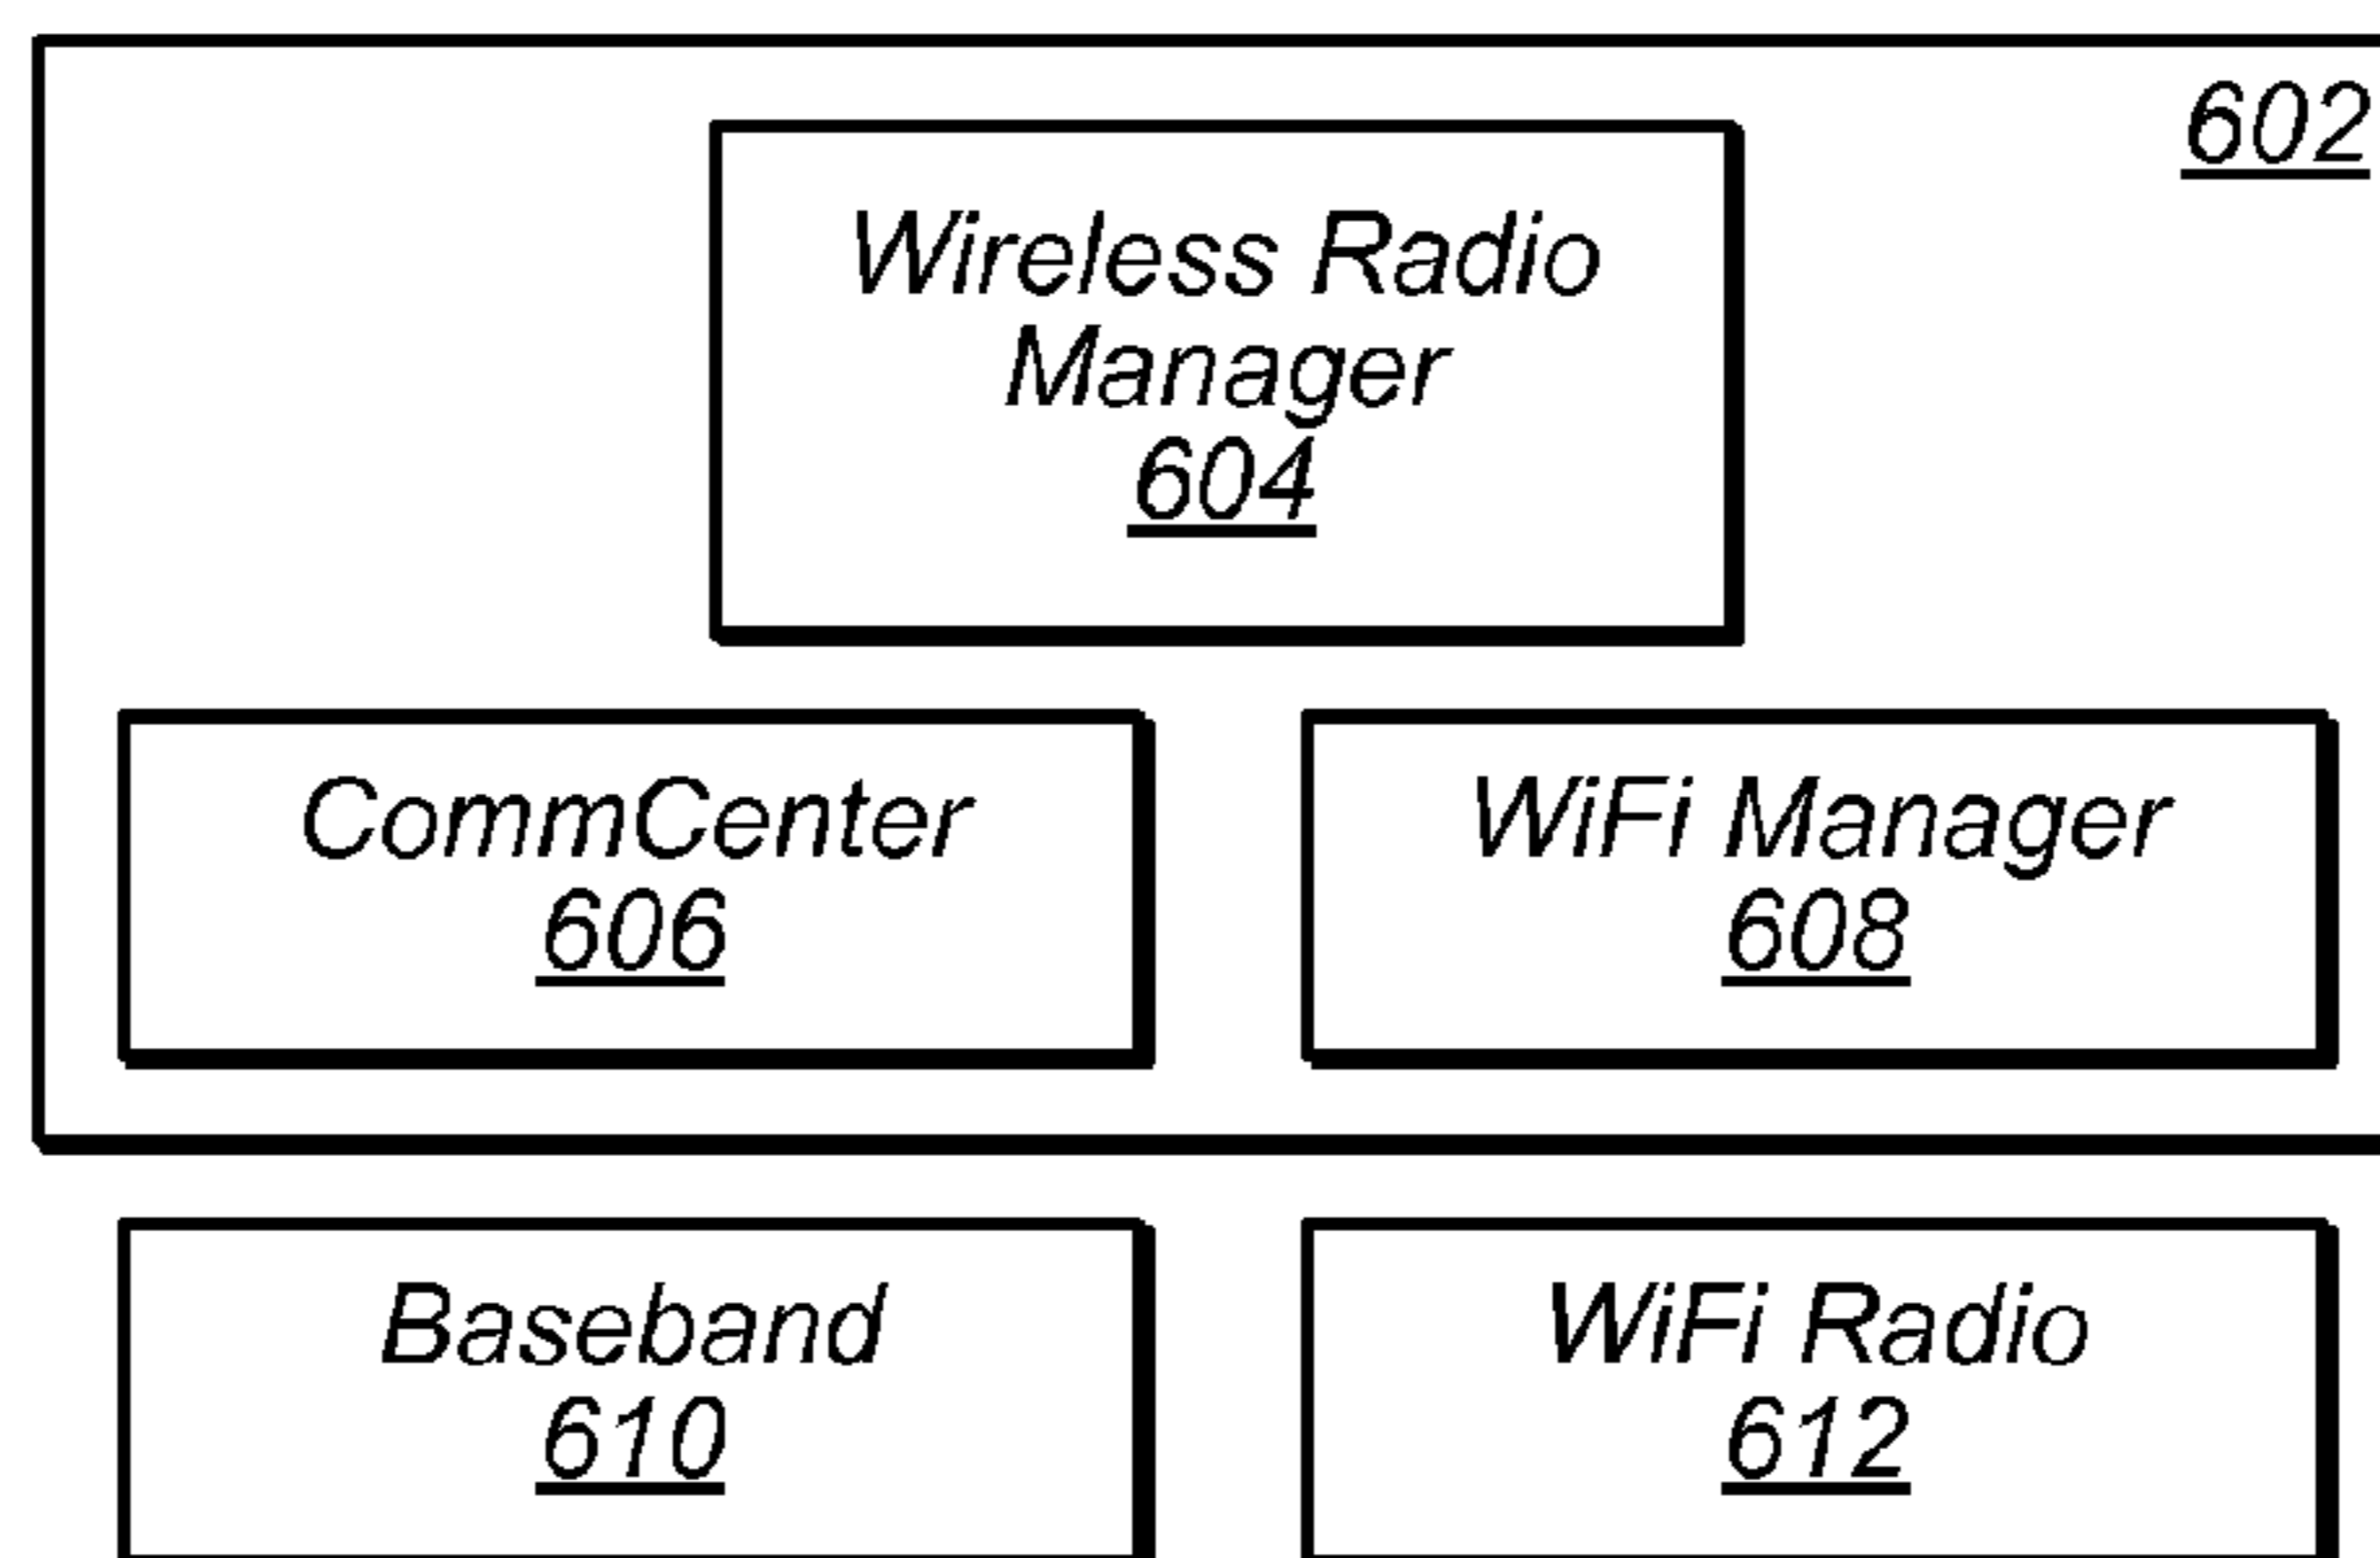 602
Wireless Radio
Manager
604
CommCenter
606
WiFi Manager
608
Baseband
610
WiFi Radio
612